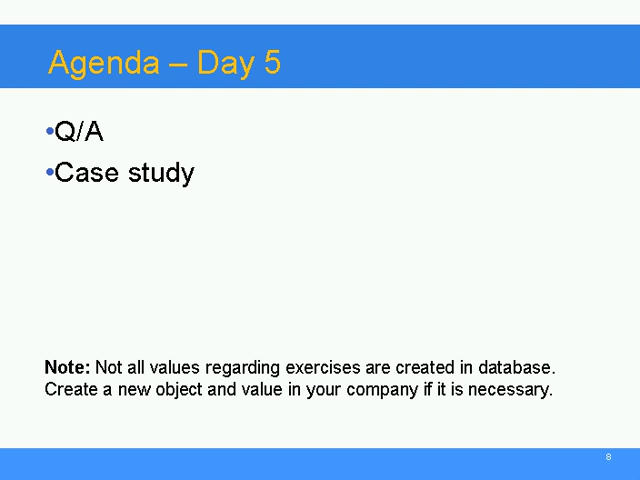 Agenda – Day 5
•Q/A
•Case study
Note: Not all values regarding exercises are created in database.
Create a new object and value in your company if it is necessary.
8